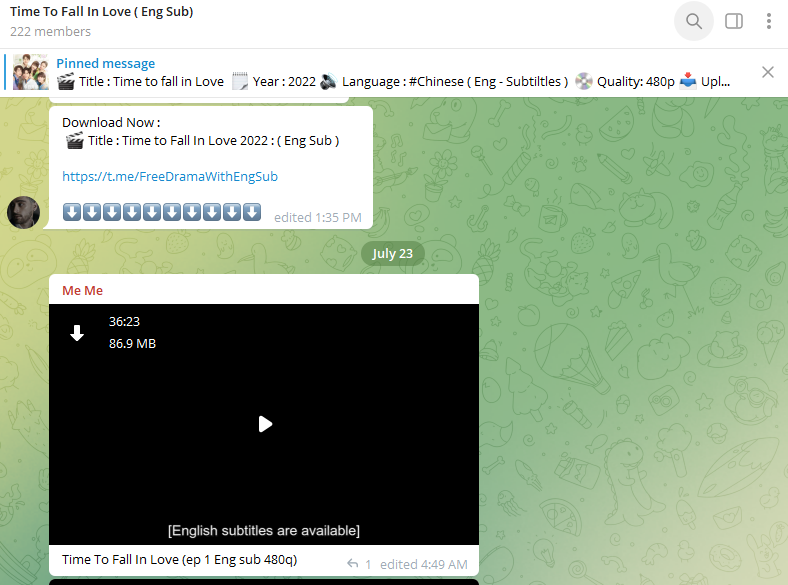 Time To Fall In Love ( Eng Sub)
222 members
Pinned message
Title : Time to fall in Love Year : 2022 Language : #Chinese ( Eng - Subtiltles ) Quality: 480p Upl...
Download Now :
Title : Time to Fall In Love 2022 : ( Eng Sub )
https://t.me/FreeDramaWithEngSub
edited 1:35 PM
July 23
Me Me
36:23
86.9 MB
[English subtitles are available]
Time To Fall In Love (ep 1 Eng sub 480q)
1 edited 4:49 AM